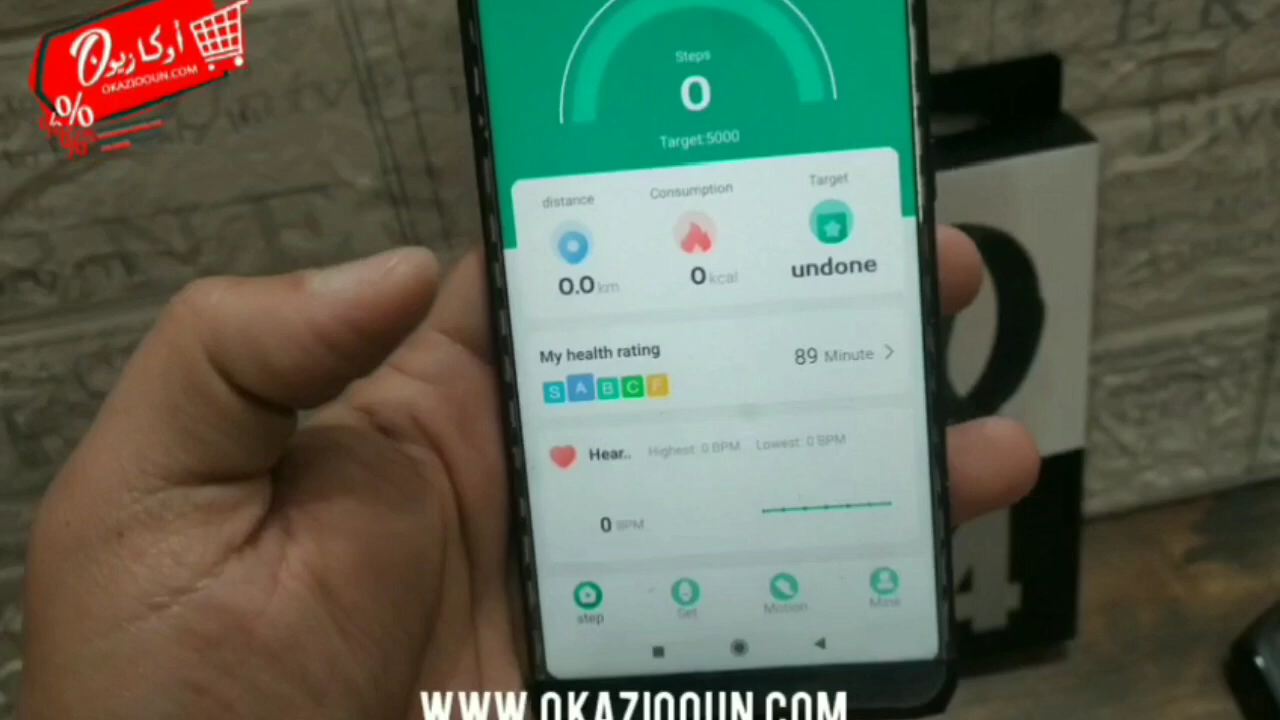 أوكازيون
OKAZIOOUN.COM
%
Steps
0
Target:5000
distance
Consumption
Target
0.0 km
0 kcal
undone
My health rating
89 Minute
S A B C F
Hear..
Highest: 0 BPM
Lowest: 0 BPM
0 BPM
step
Set
Motion
Mine
4
WWW.OKAZIOOUN.COM